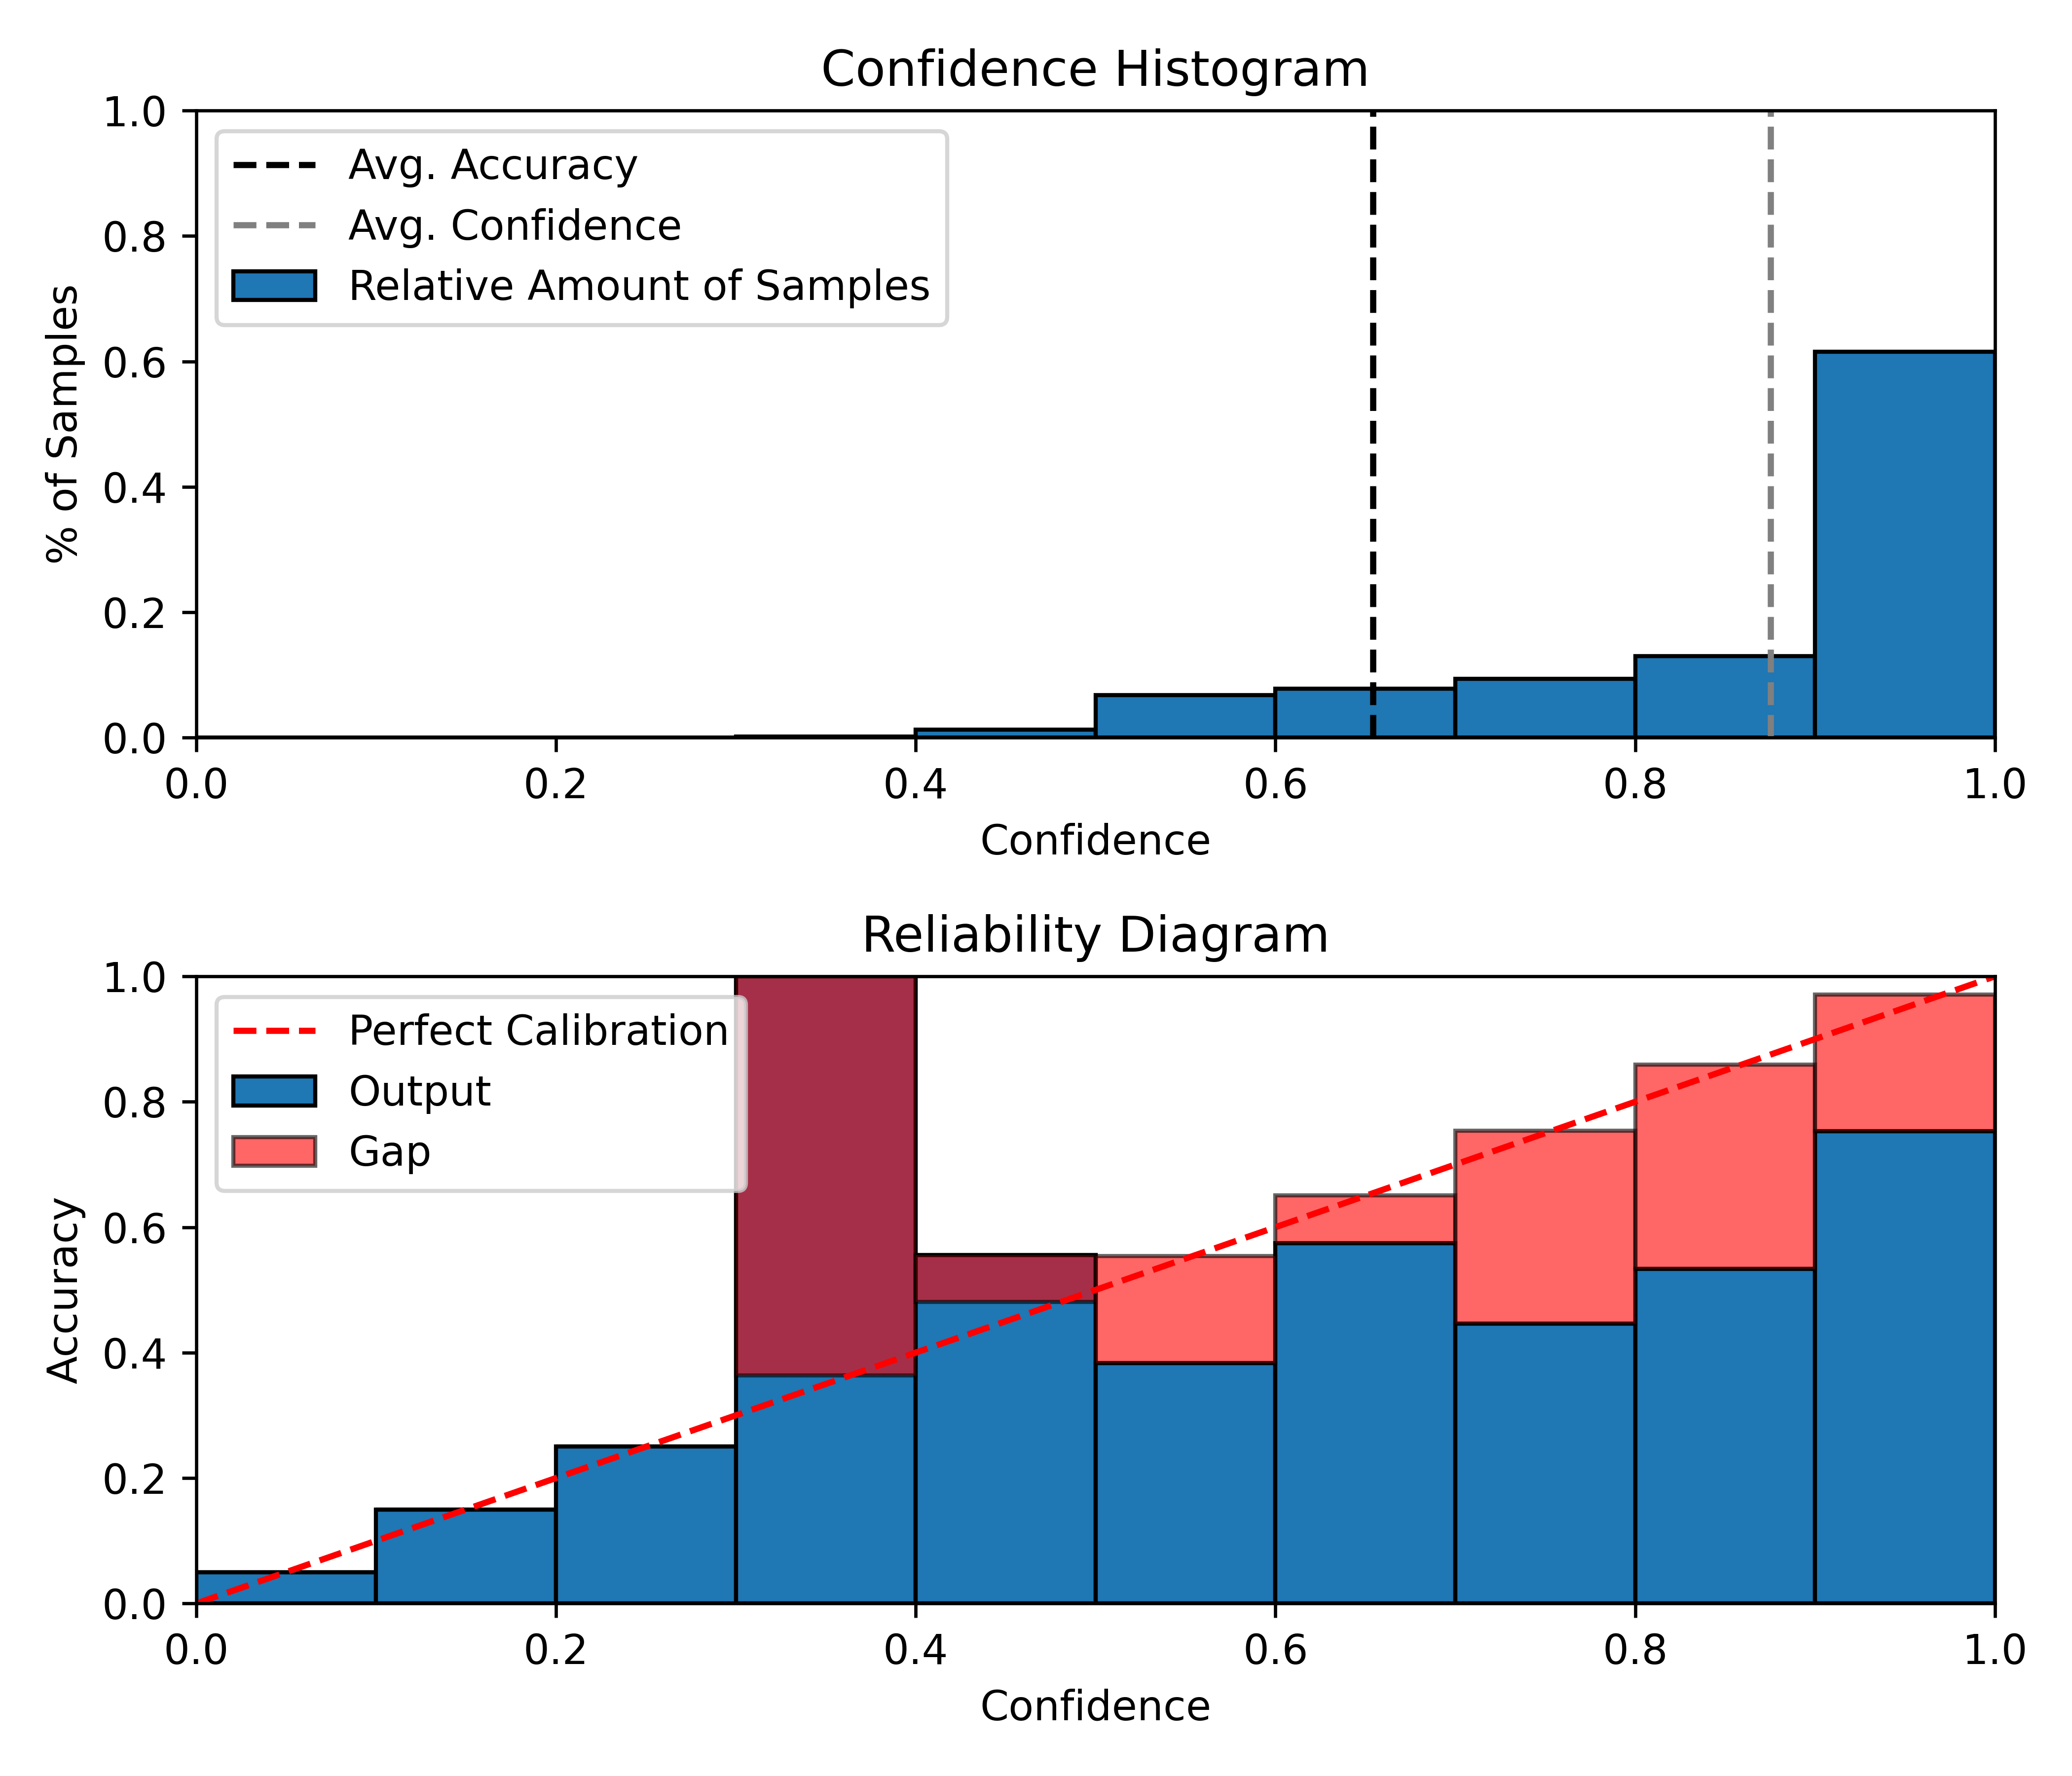 Confidence Histogram
1.0
0.8
0.6
0.4
0.2
0.0
% of Samples
Avg. Accuracy
Avg. Confidence
Relative Amount of Samples
0.0 0.2 0.4 0.6 0.8 1.0
Confidence
Reliability Diagram
1.0
0.8
0.6
0.4
0.2
0.0
Accuracy
Perfect Calibration
Output
Gap
0.0 0.2 0.4 0.6 0.8 1.0
Confidence